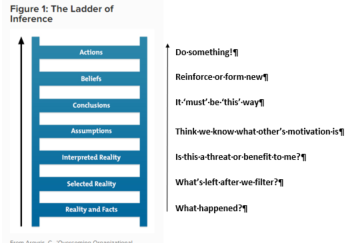 Figure 1: The Ladder of
Inference
Actions
Beliefs
Conclusions
Assumptions
Interpreted Reality
Selected Reality
Reality and Facts
Do·something!¶
Reinforce·or·form·new¶
It·'must'·be·'this'·way¶
Think·we·know·what·other's·motivation·is¶
Is·this·a·threat·or·benefit·to·me?¶
What's·left·after·we·filter?¶
What·happened?¶